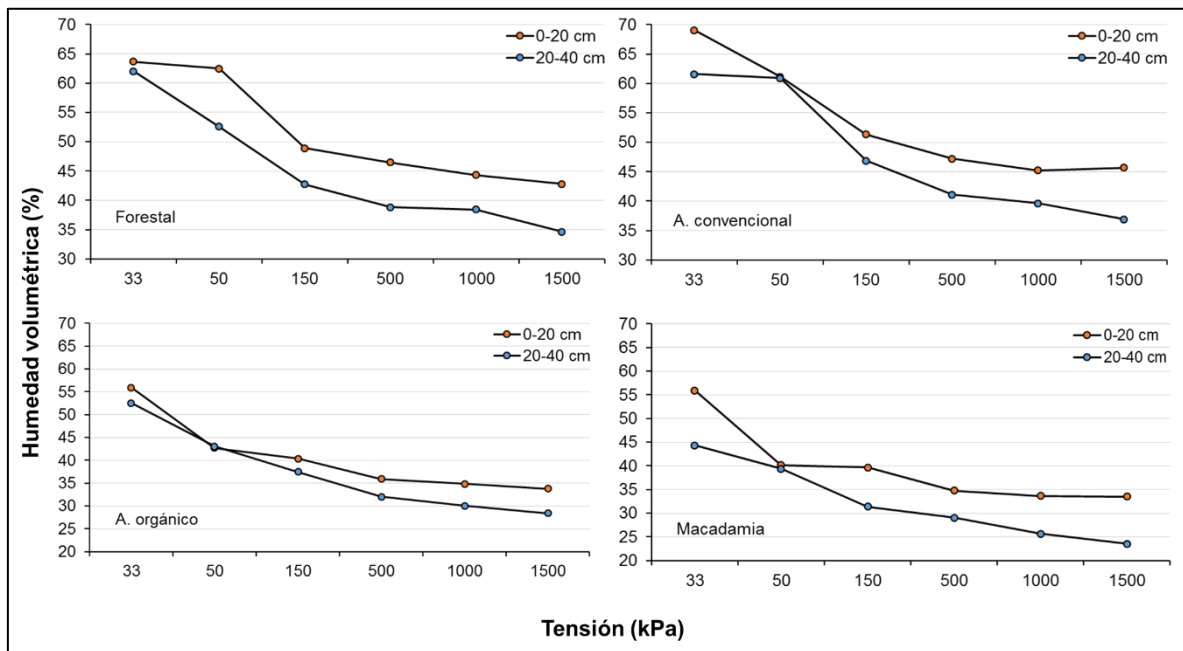 Humedad volumétrica (%)
70
65
60
55
50
45
40
35
30
0-20 cm
20-40 cm
Forestal
33 50 150 500 1000 1500
70
65
60
55
50
45
40
35
30
0-20 cm
20-40 cm
A. convencional
33 50 150 500 1000 1500
70
65
60
55
50
45
40
35
30
25
20
0-20 cm
20-40 cm
A. orgánico
33 50 150 500 1000 1500
70
65
60
55
50
45
40
35
30
25
20
0-20 cm
20-40 cm
Macadamia
33 50 150 500 1000 1500
Tensión (kPa)